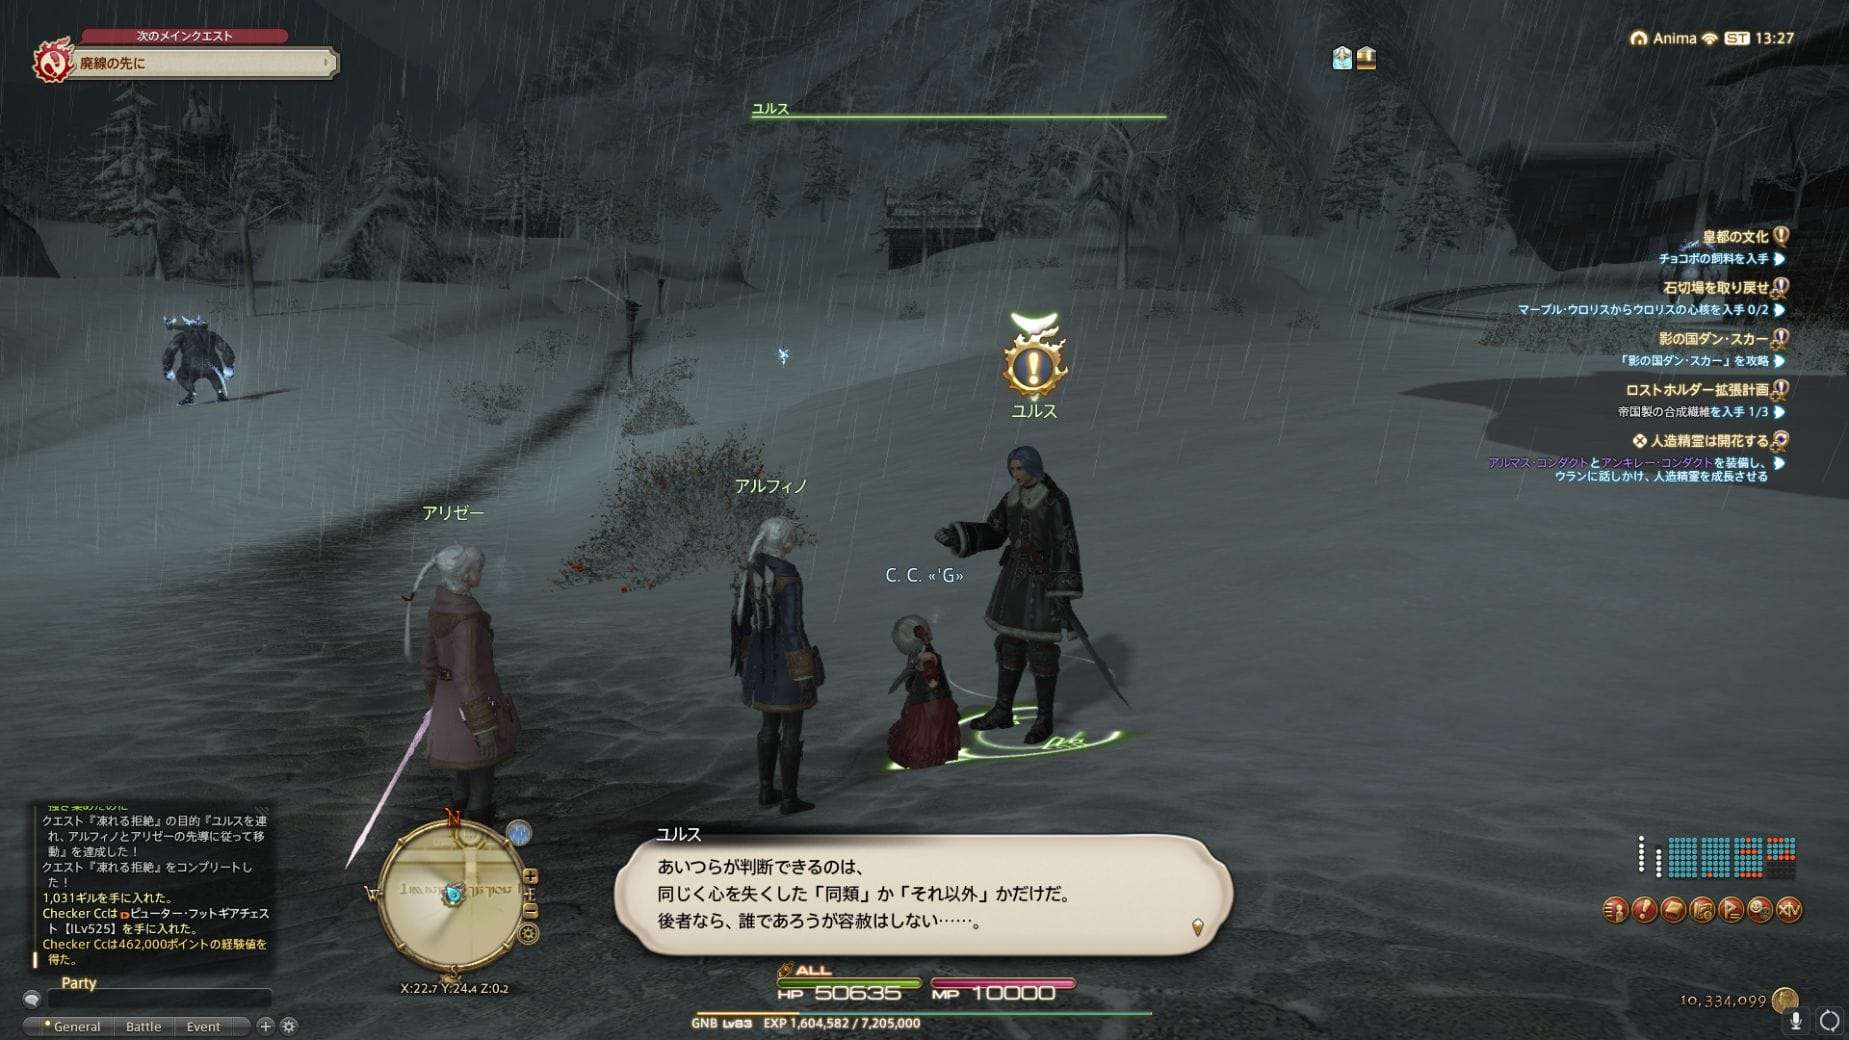 次のメインクエスト
廃線の先に
Anima ST 13:27
ユルス
皇都の文化
チョコボの飼料を入手
石切場を取り戻せ
マーブル・ウロリスからウロリスの心核を入手 0/2
影の国ダン・スカー
「影の国ダン・スカー」を攻略
ロストホルダー拡張計画
帝国製の合成繊維を入手 1/3
人造精霊は開花する
アルマス・コンダクトとアンキレー・コンダクトを装備し、
ウランに話しかけ、人造精霊を成長させる
ユルス
アルフィノ
アリゼー
C. C. «'G»
クエスト『凍れる拒絶』の目的『ユルスを連
れ、アルフィノとアリゼーの先導に従って移
動』を達成した！
クエスト『凍れる拒絶』をコンプリートし
た！
1,031ギルを手に入れた。
Checker Ccはピューター・フットギアチェス
ト【ILv525】を手に入れた。
Checker Ccは462,000ポイントの経験値を
得た。
Party
General Battle Event
N
W
E
X:22.7 Y:24.4 Z:0.2
ユルス
あいつらが判断できるのは、
同じく心を失くした「同類」か「それ以外」かだけだ。
後者なら、誰であろうが容赦はしない……。
ALL
HP 50635 MP 10000
GNB Lv83 EXP 1,604,582 / 7,205,000
XIV
10,334,099